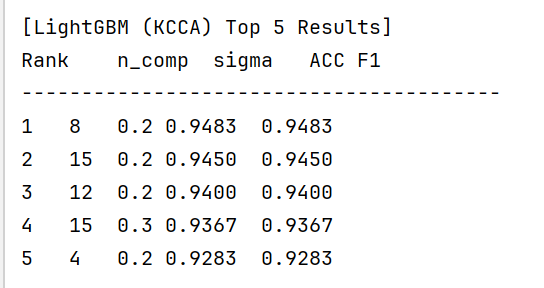 [LightGBM (KCCA) Top 5 Results]
Rank    n_comp  sigma   ACC F1
----------------------------------------
1   8   0.2 0.9483  0.9483
2   15  0.2 0.9450  0.9450
3   12  0.2 0.9400  0.9400
4   15  0.3 0.9367  0.9367
5   4   0.2 0.9283  0.9283